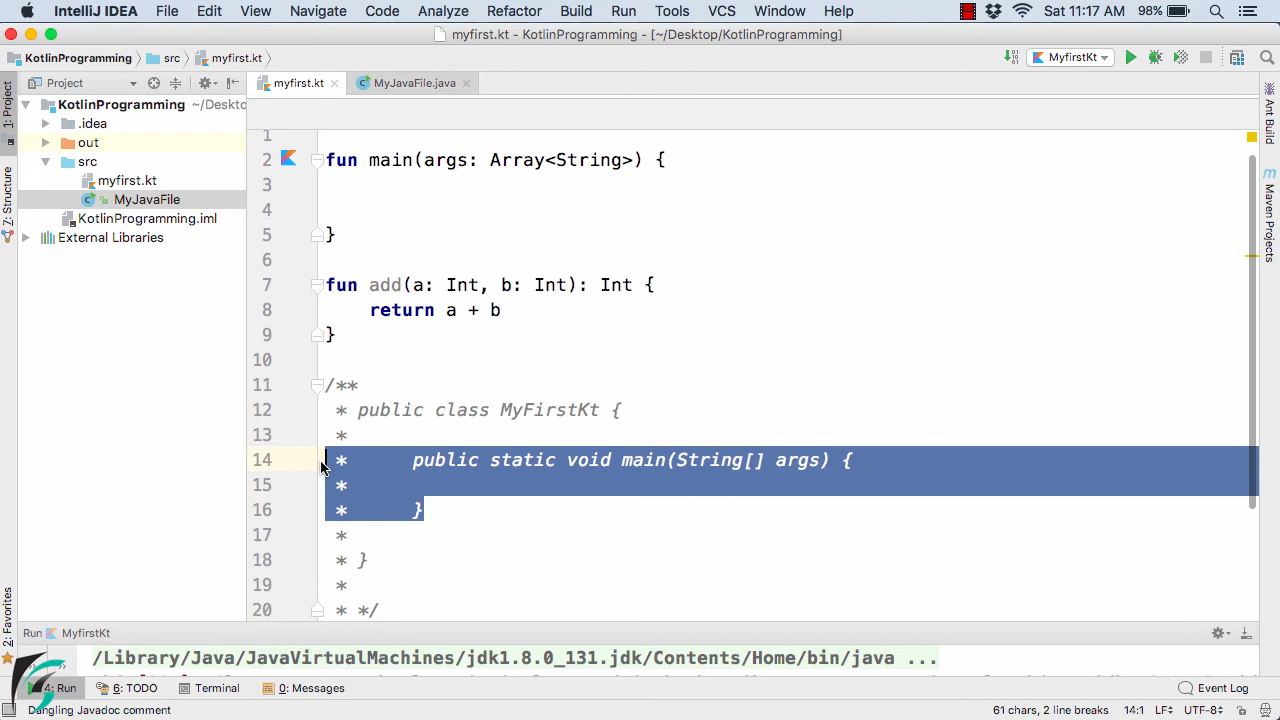 IntelliJ IDEA File Edit View Navigate Code Analyze Refactor Build Run Tools VCS Window Help Sat 11:17 AM 98%
myfirst.kt - KotlinProgramming - [~/Desktop/KotlinProgramming]
KotlinProgramming src myfirst.kt MyfirstKt
Project myfirst.kt MyJavaFile.java
KotlinProgramming ~/Deskto
.idea
out
src
myfirst.kt
MyJavaFile
KotlinProgramming.iml
External Libraries
1: Project
7: Structure
2: Favorites
1
2 fun main(args: Array<String>) {
3
4
5 }
6
7 fun add(a: Int, b: Int): Int {
8 return a + b
9 }
10
11 /**
12 * public class MyFirstKt {
13 *
14 * public static void main(String[] args) {
15 *
16 * }
17 *
18 * }
19 *
20 * */
Ant Build
Maven Projects
Run MyfirstKt
/Library/Java/JavaVirtualMachines/jdk1.8.0_131.jdk/Contents/Home/bin/java ...
4: Run 6: TODO Terminal 0: Messages Event Log
Dangling Javadoc comment 61 chars, 2 line breaks 14:1 LF UTF-8